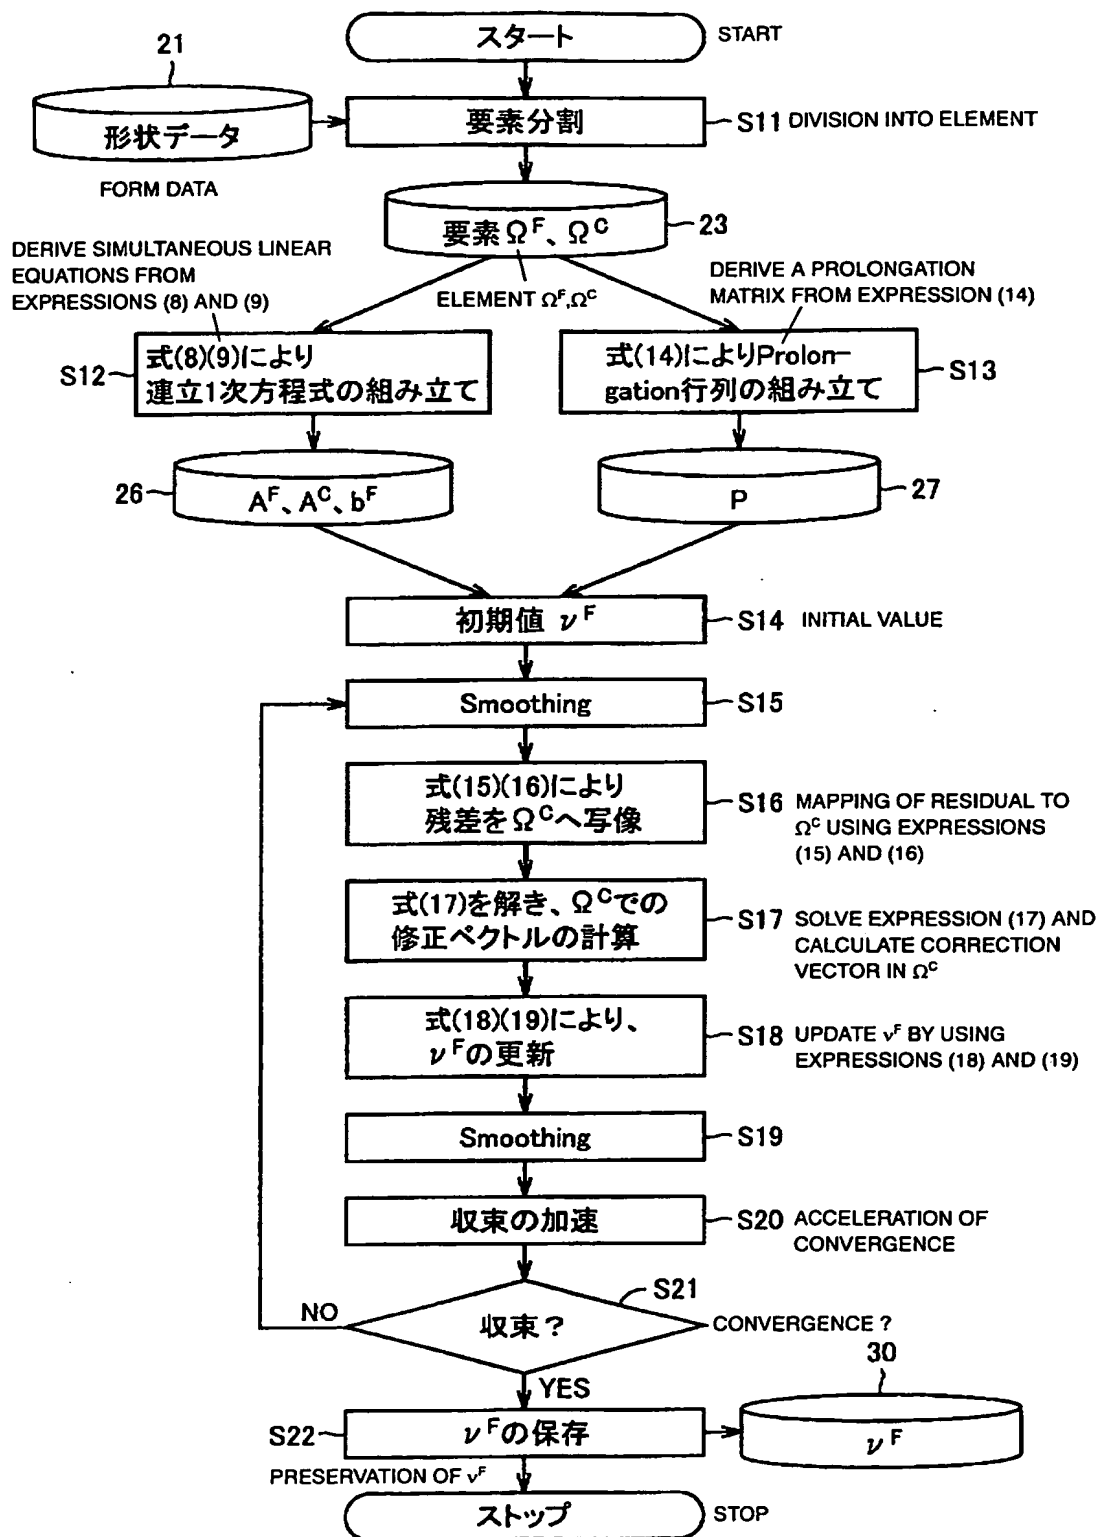 スタート
START
21
形状データ
FORM DATA
要素分割
S11 DIVISION INTO ELEMENT
要素 Ω^F、Ω^C
23
ELEMENT Ω^F,Ω^C
DERIVE SIMULTANEOUS LINEAR
EQUATIONS FROM
EXPRESSIONS (8) AND (9)
DERIVE A PROLONGATION
MATRIX FROM EXPRESSION (14)
S12
式(8)(9)により
連立1次方程式の組み立て
式(14)によりProlon-
gation行列の組み立て
S13
26
A^F、A^C、b^F
P
27
初期値 ν^F
S14 INITIAL VALUE
Smoothing
S15
式(15)(16)により
残差をΩ^Cへ写像
S16 MAPPING OF RESIDUAL TO
Ω^C USING EXPRESSIONS
(15) AND (16)
式(17)を解き、Ω^Cでの
修正ベクトルの計算
S17 SOLVE EXPRESSION (17) AND
CALCULATE CORRECTION
VECTOR IN Ω^C
式(18)(19)により、
ν^Fの更新
S18 UPDATE ν^F BY USING
EXPRESSIONS (18) AND (19)
Smoothing
S19
収束の加速
S20 ACCELERATION OF
CONVERGENCE
S21
NO
収束?
CONVERGENCE ?
YES
30
S22
ν^Fの保存
ν^F
PRESERVATION OF ν^F
ストップ
STOP